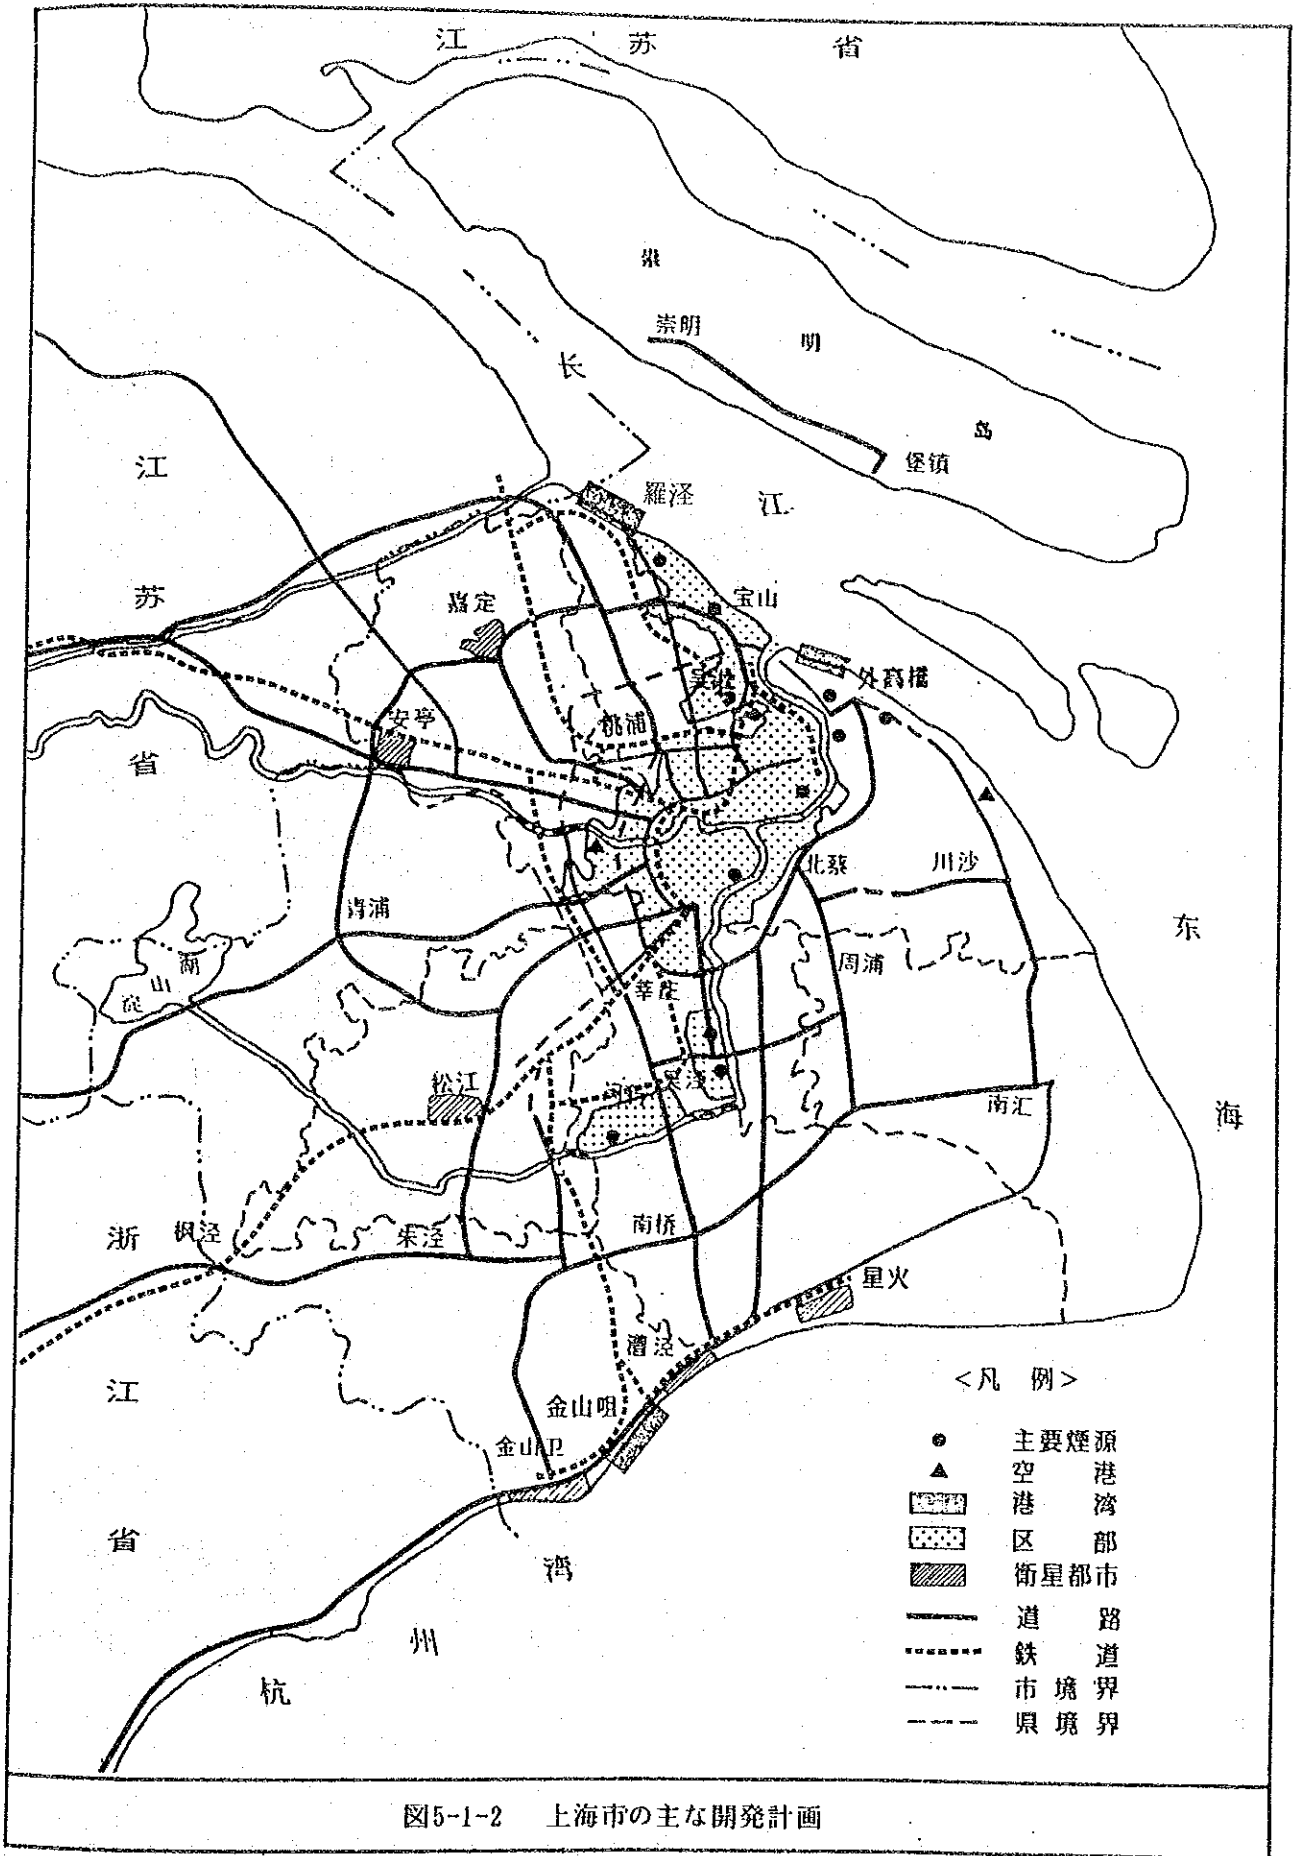 江 苏 省
崇 明 岛
崇明
长 江
堡镇
江 苏 省
羅泾
宝山
嘉定
外高橋
吴淞
桃浦
安亭
北蔡
川沙
青浦
淀 山 湖
周浦
莘庄
东 海
松江
闵行
吴泾
南汇
浙 江 省
枫泾
朱泾
南桥
星火
漕泾
金山咀
金山卫
杭 州 湾
<凡 例>
主要煙源
空 港
港 湾
区 部
衛星都市
道 路
鉄 道
市 境 界
県 境 界
図5-1-2 上海市の主な開発計画